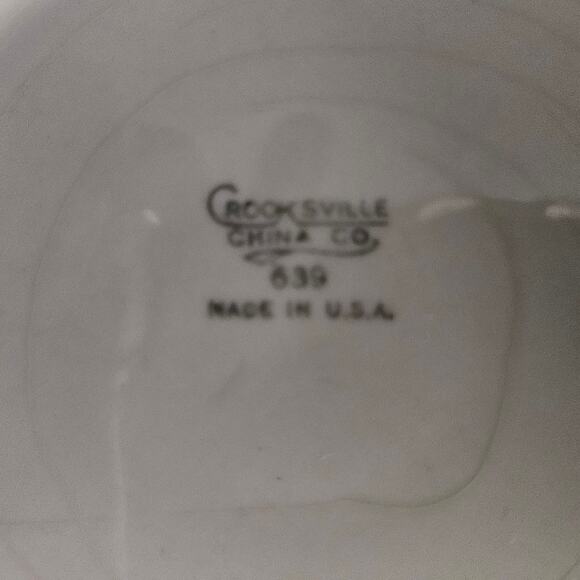 CROOKSVILLE
CHINA CO.
639
MADE IN U.S.A.